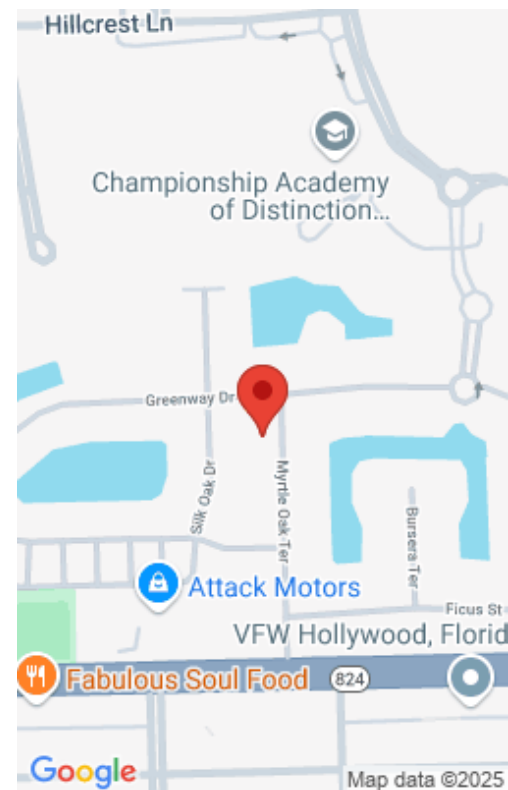 Hillcrest Ln
Championship Academy
of Distinction...
Greenway Dr
Silk Oak Dr
Myrtle Oak Ter
Bursera Ter
Attack Motors
Ficus St
VFW Hollywood, Florid
Fabulous Soul Food
824
Google
Map data ©2025